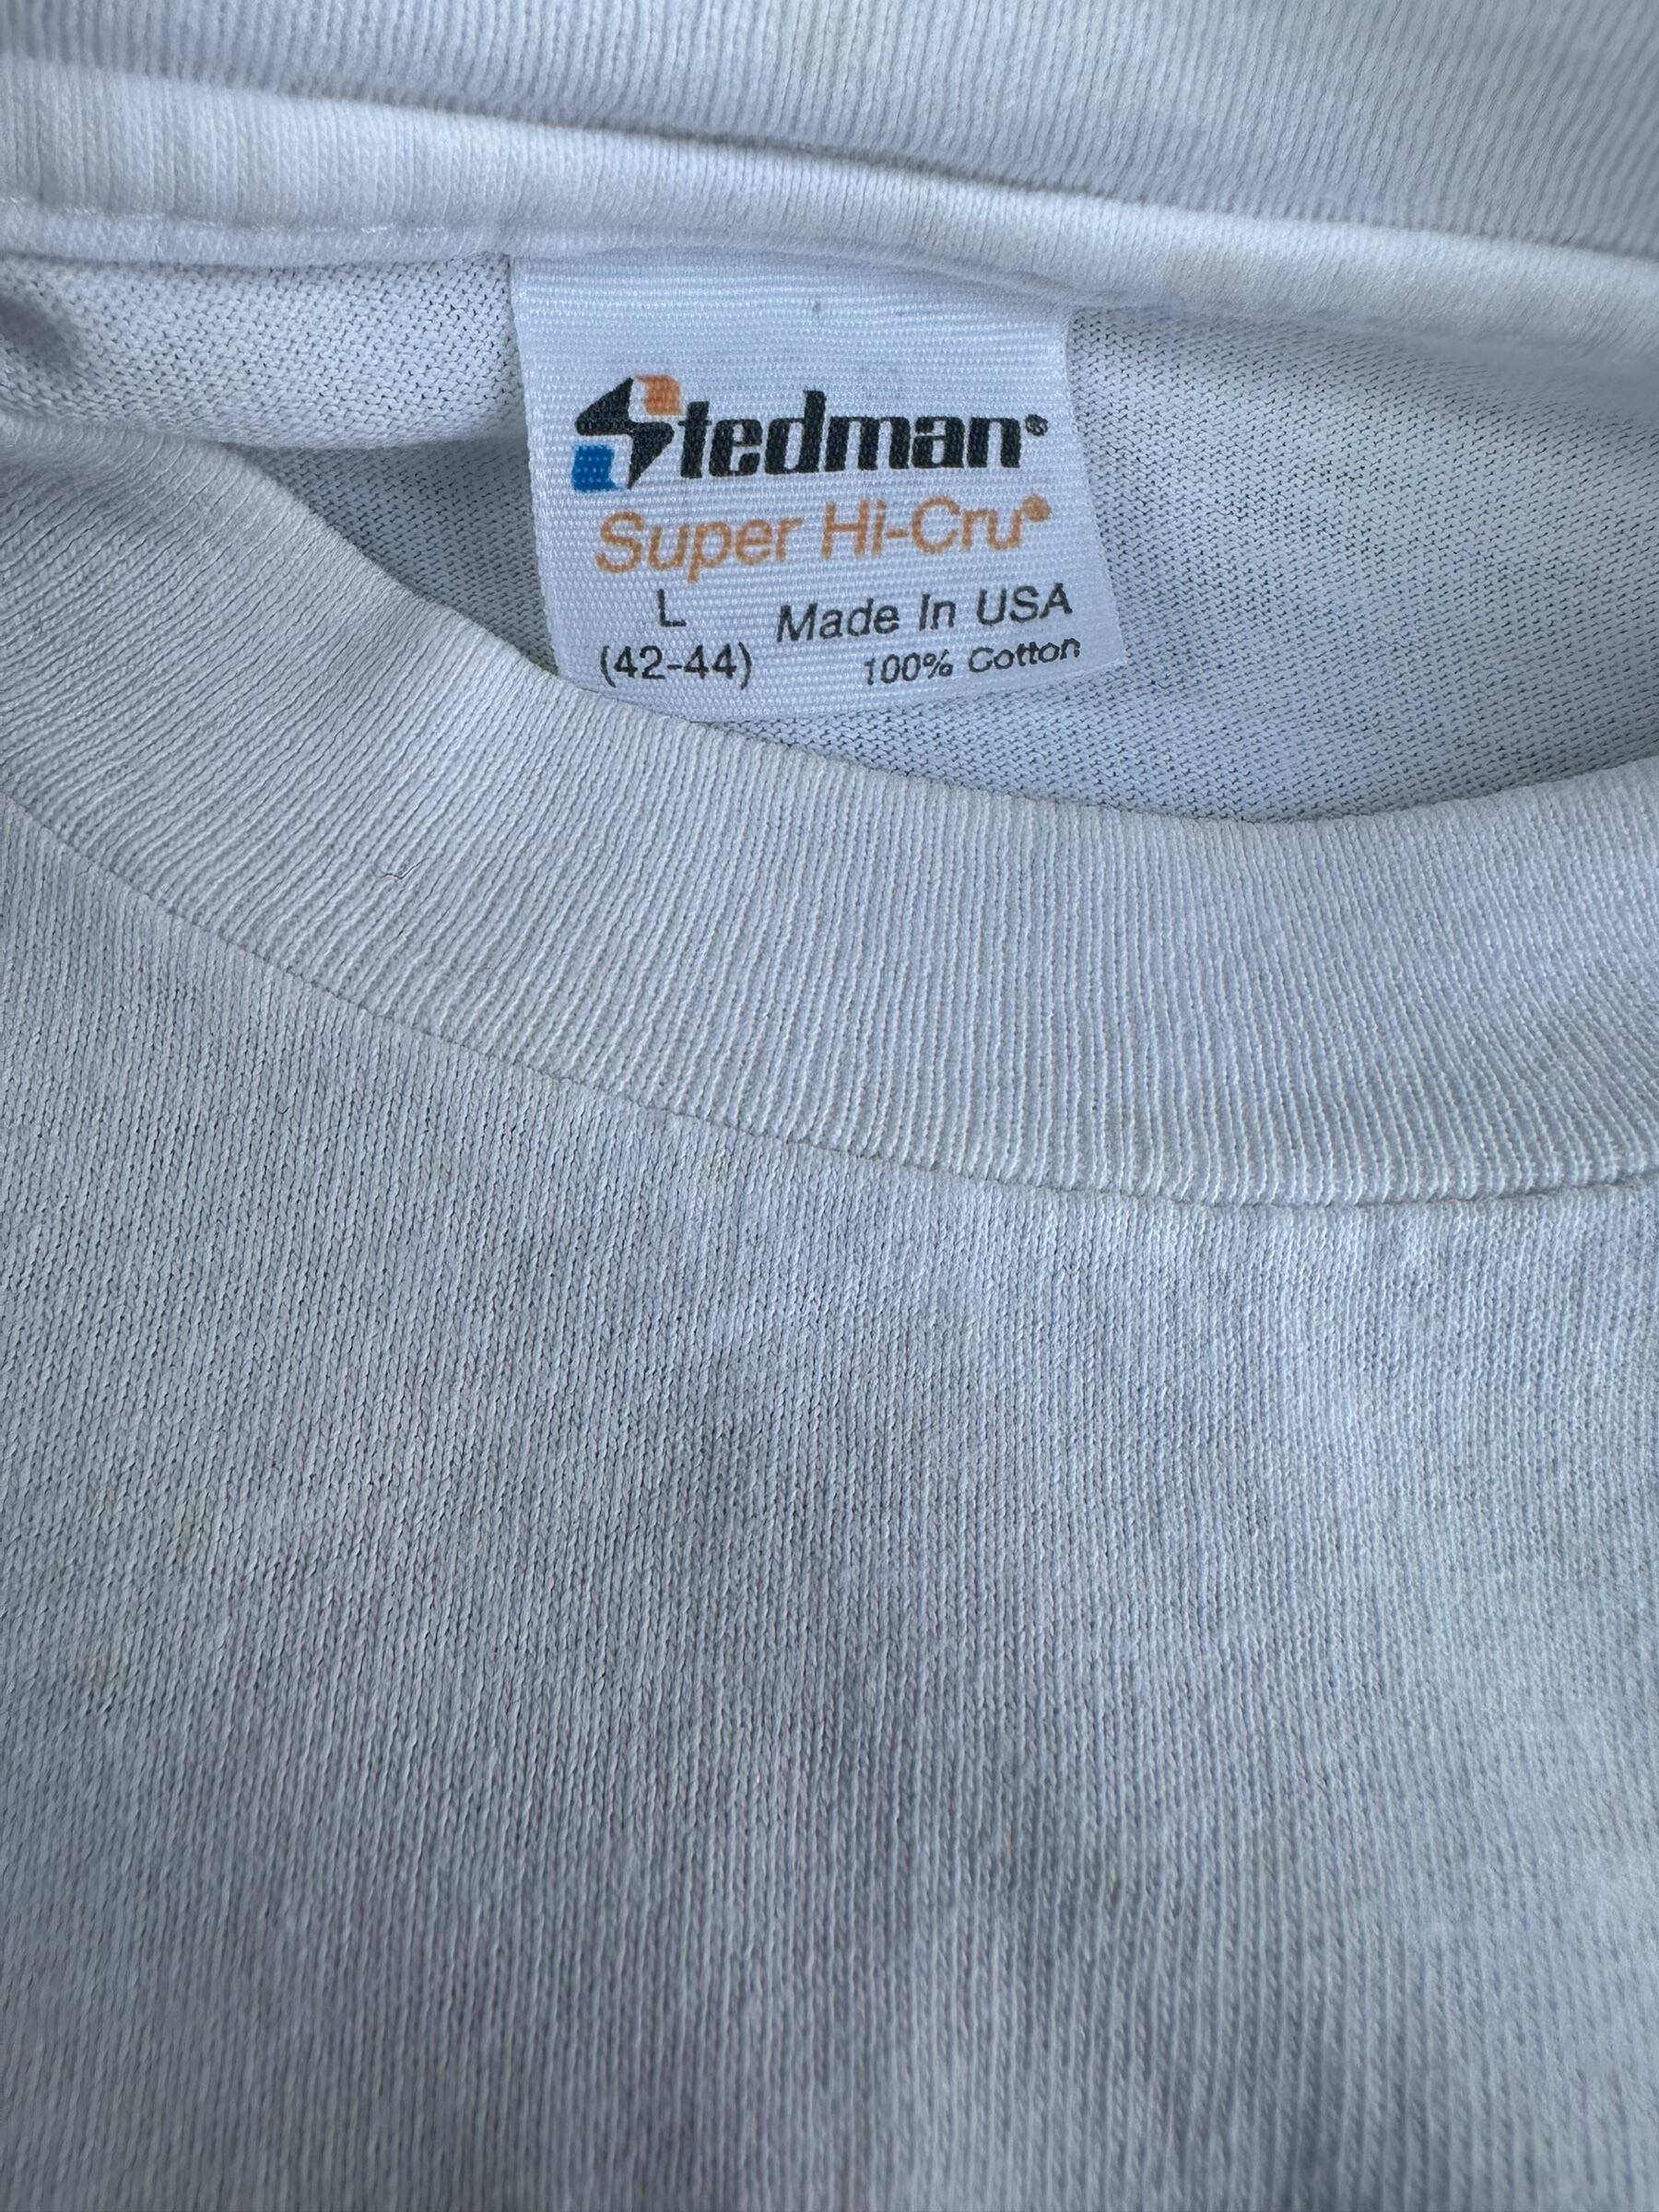 Stedman®
Super Hi-Cru®
L Made In USA
(42-44) 100% Cotton